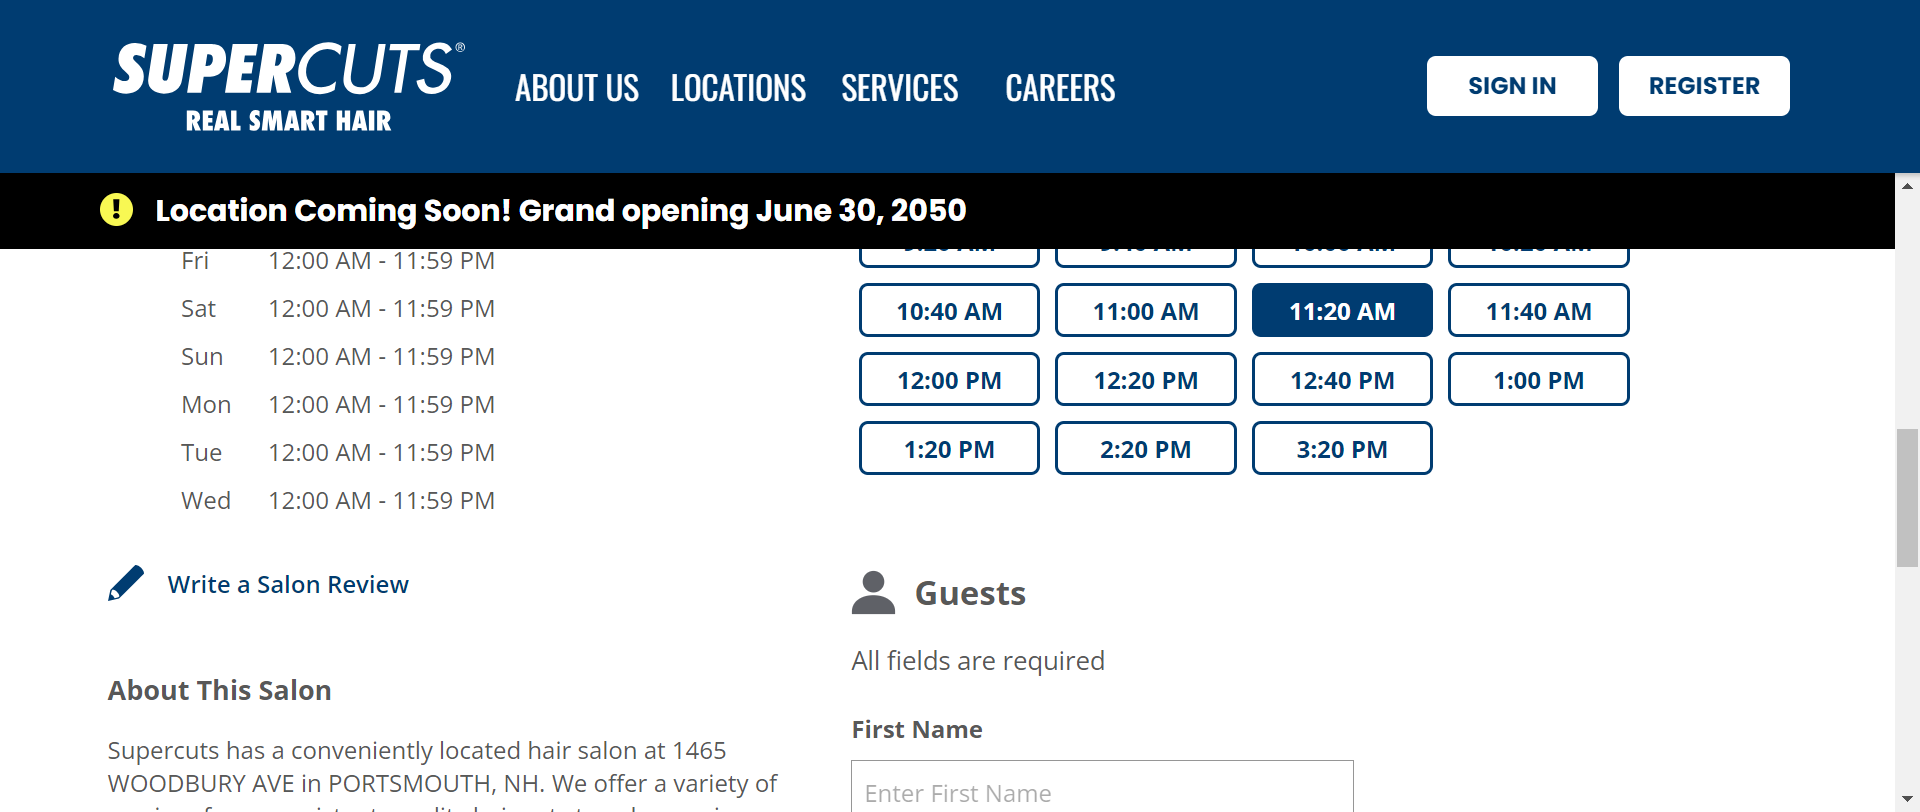 SUPERCUTS®
REAL SMART HAIR
ABOUT US LOCATIONS SERVICES CAREERS
SIGN IN REGISTER
! Location Coming Soon! Grand opening June 30, 2050
Fri 12:00 AM - 11:59 PM
Sat 12:00 AM - 11:59 PM
Sun 12:00 AM - 11:59 PM
Mon 12:00 AM - 11:59 PM
Tue 12:00 AM - 11:59 PM
Wed 12:00 AM - 11:59 PM
Write a Salon Review
About This Salon
Supercuts has a conveniently located hair salon at 1465
WOODBURY AVE in PORTSMOUTH, NH. We offer a variety of
10:40 AM 11:00 AM 11:20 AM 11:40 AM
12:00 PM 12:20 PM 12:40 PM 1:00 PM
1:20 PM 2:20 PM 3:20 PM
Guests
All fields are required
First Name
Enter First Name